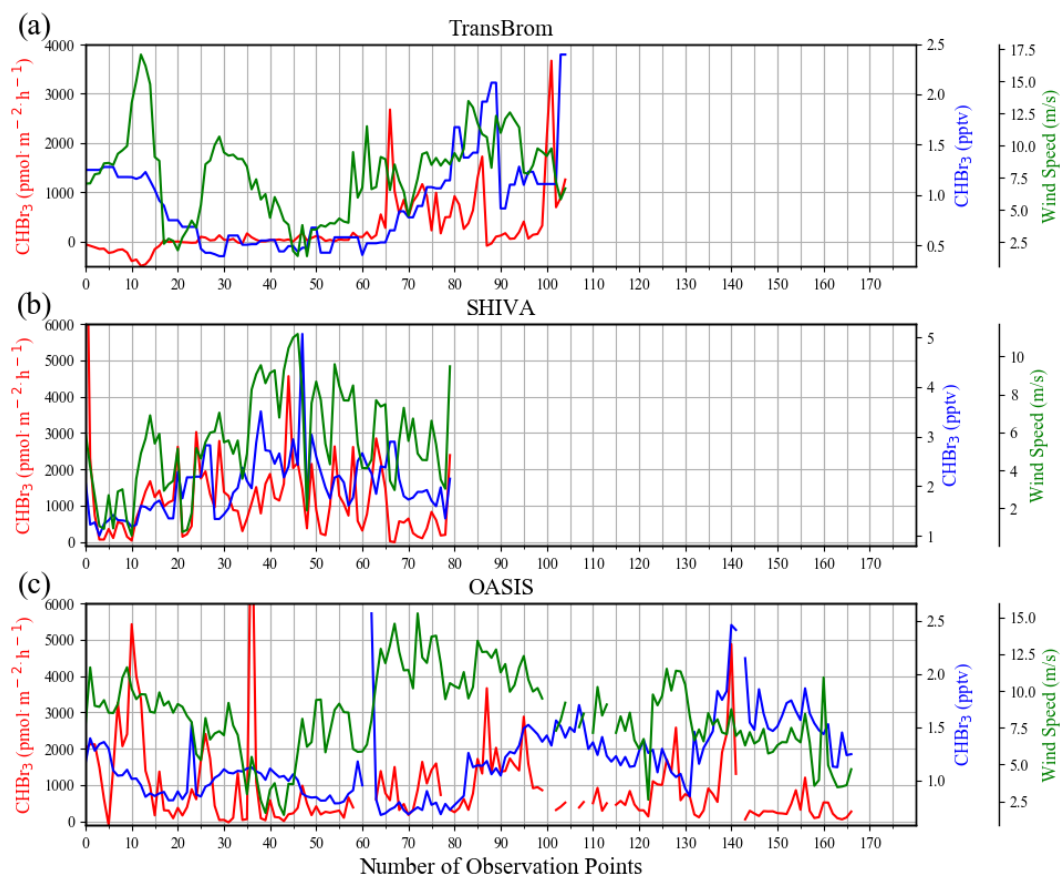 (a)
TransBrom
CHBr₃ (pmol· m⁻²· h⁻¹)
4000
3000
2000
1000
0
2.5
2.0
1.5
1.0
0.5
CHBr₃ (pptv)
17.5
15.0
12.5
10.0
7.5
5.0
2.5
Wind Speed (m/s)
0 10 20 30 40 50 60 70 80 90 100 110 120 130 140 150 160 170
(b)
SHIVA
CHBr₃ (pmol· m⁻²· h⁻¹)
6000
5000
4000
3000
2000
1000
0
5
4
3
2
1
CHBr₃ (pptv)
10
8
6
4
2
Wind Speed (m/s)
0 10 20 30 40 50 60 70 80 90 100 110 120 130 140 150 160 170
(c)
OASIS
CHBr₃ (pmol· m⁻²· h⁻¹)
6000
5000
4000
3000
2000
1000
0
2.5
2.0
1.5
1.0
CHBr₃ (pptv)
15.0
12.5
10.0
7.5
5.0
2.5
Wind Speed (m/s)
0 10 20 30 40 50 60 70 80 90 100 110 120 130 140 150 160 170
Number of Observation Points